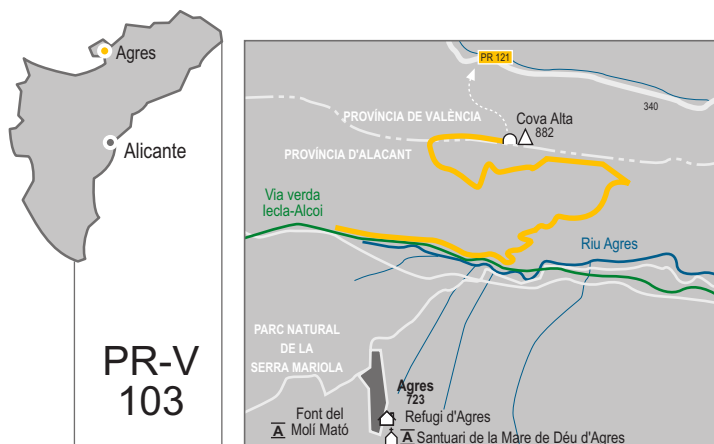 Agres
Alicante
PR-V
103
PR 121
340
PROVÍNCIA DE VALÈNCIA
Cova Alta
882
PROVÍNCIA D'ALACANT
Via verda
Iecla-Alcoi
Riu Agres
PARC NATURAL
DE LA
SERRA MARIOLA
Agres
723
Font del
Molí Mató
Refugi d'Agres
A
A Santuari de la Mare de Déu d'Agres